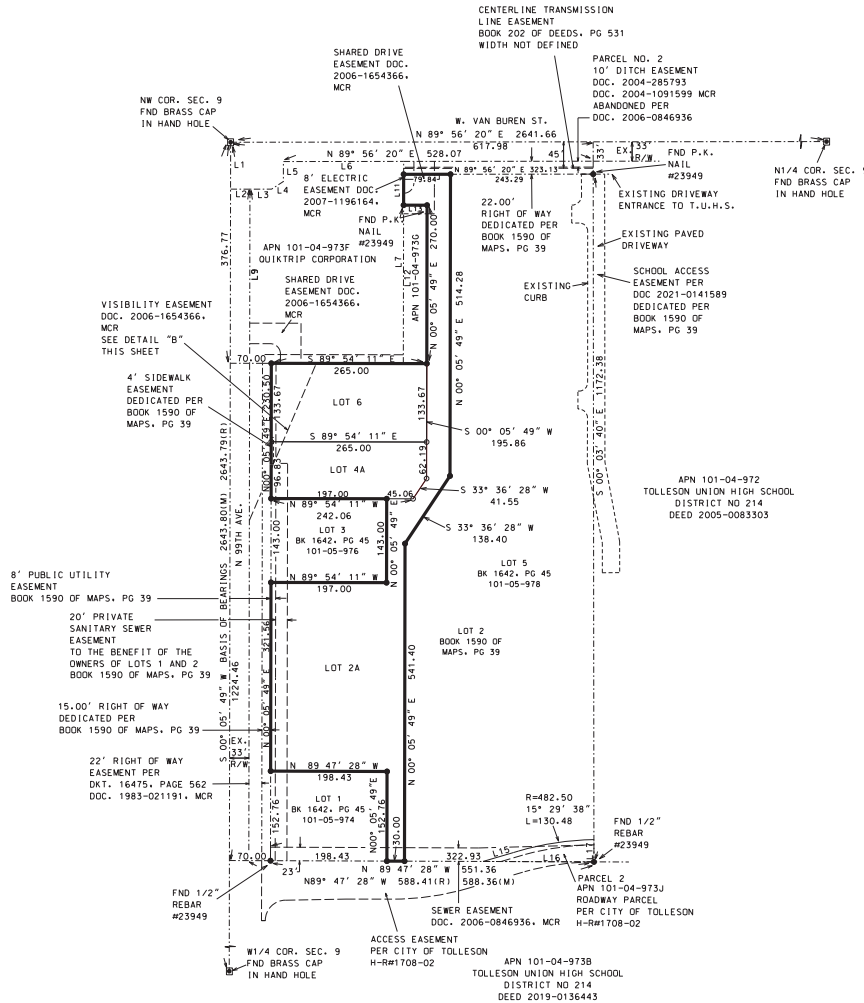 CENTERLINE TRANSMISSION
LINE EASEMENT
BOOK 202 OF DEEDS. PG 531
WIDTH NOT DEFINED
SHARED DRIVE
EASEMENT DOC.
2006-1654366.
MCR
PARCEL NO. 2
10' DITCH EASEMENT
DOC. 2004-285793
DOC. 2004-1091599 MCR
ABANDONED PER
DOC. 2006-0846936
NW COR. SEC. 9
FND BRASS CAP
IN HAND HOLE
W. VAN BUREN ST.
N 89° 56' 20" E 2641.66
617.98
N 89° 56' 20" E 528.07
45'
33'
EX.
33'
R/W.
FND P.K.
NAIL
#23949
N1/4 COR. SEC. 9
FND BRASS CAP
IN HAND HOLE
L1
L2
L3
L4
L5
L6
8' ELECTRIC
EASEMENT DOC.
2007-1196164.
MCR
L11
79.84
N 89° 56' 20" E 323.13
243.29
L13
FND P.K.
NAIL
#23949
22.00'
RIGHT OF WAY
DEDICATED PER
BOOK 1590 OF
MAPS. PG 39
EXISTING DRIVEWAY
ENTRANCE TO T.U.H.S.
EXISTING PAVED
DRIVEWAY
376.77
APN 101-04-973F
QUIKTRIP CORPORATION
L9
L7
L12
APN 101-04-973G
N 00° 05' 49" E 270.00
N 00° 05' 49" E 514.28
EXISTING
CURB
SCHOOL ACCESS
EASEMENT PER
DOC 2021-0141589
DEDICATED PER
BOOK 1590 OF
MAPS. PG 39
SHARED DRIVE
EASEMENT DOC.
2006-1654366.
MCR
VISIBILITY EASEMENT
DOC. 2006-1654366.
MCR
SEE DETAIL "B"
THIS SHEET
70.00
S 89° 54' 11" E
265.00
4' SIDEWALK
EASEMENT
DEDICATED PER
BOOK 1590 OF
MAPS. PG 39
N00° 05' 49"E 230.50
133.67
LOT 6
133.67
S 00° 05' 49" W
195.86
S 00° 03' 40" E 1172.38
S 89° 54' 11" E
265.00
96.83
LOT 4A
62.19
S 33° 36' 28" W
41.55
APN 101-04-972
TOLLESON UNION HIGH SCHOOL
DISTRICT NO 214
DEED 2005-0083303
197.00
45.06
N 89° 54' 11" W
242.06
S 33° 36' 28" W
138.40
143.00
LOT 3
BK 1642. PG 45
101-05-976
143.00
N 00° 05' 49" E
LOT 5
BK 1642. PG 45
101-05-978
N 89° 54' 11" W
197.00
S 00° 05' 49" W BASIS OF BEARINGS 2643.80(M) 2643.79(R)
N 99TH AVE.
1224.46
8' PUBLIC UTILITY
EASEMENT
BOOK 1590 OF MAPS. PG 39
20' PRIVATE
SANITARY SEWER
EASEMENT
TO THE BENEFIT OF THE
OWNERS OF LOTS 1 AND 2
BOOK 1590 OF MAPS. PG 39
N 00° 05' 49" E 321.56
LOT 2A
LOT 2
BOOK 1590 OF
MAPS. PG 39
N 00° 05' 49" E 541.40
15.00' RIGHT OF WAY
DEDICATED PER
BOOK 1590 OF MAPS. PG 39
EX.
33'
R/W
22' RIGHT OF WAY
EASEMENT PER
DKT. 16475. PAGE 562
DOC. 1983-021191. MCR
N 89 47' 28" W
198.43
152.76
LOT 1
BK 1642. PG 45
101-05-974
N00° 05' 49"E
152.76
30.00
R=482.50
15° 29' 38"
L=130.48
FND 1/2"
REBAR
#23949
L15
L16
70.00
23'
198.43
322.93
N 89 47' 28" W 551.36
N89° 47' 28" W 588.41(R) 588.36(M)
FND 1/2"
REBAR
#23949
SEWER EASEMENT
DOC. 2006-0846936. MCR
PARCEL 2
APN 101-04-973J
ROADWAY PARCEL
PER CITY OF TOLLESON
H-R#1708-02
ACCESS EASEMENT
PER CITY OF TOLLESON
H-R#1708-02
W1/4 COR. SEC. 9
FND BRASS CAP
IN HAND HOLE
APN 101-04-973B
TOLLESON UNION HIGH SCHOOL
DISTRICT NO 214
DEED 2019-0136443